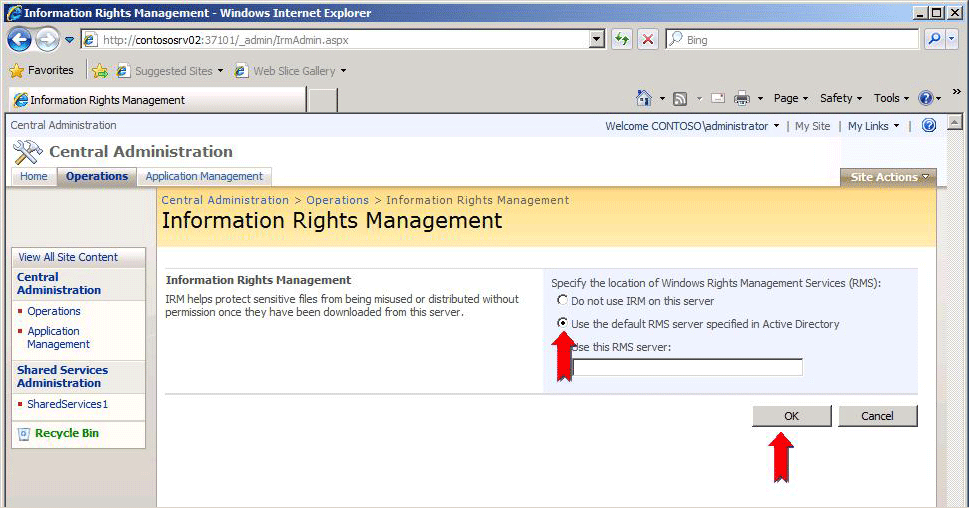 Information Rights Management - Windows Internet Explorer
http://contososrv02:37101/_admin/IrmAdmin.aspx
Bing
Favorites
Suggested Sites
Web Slice Gallery
Information Rights Management
Page
Safety
Tools
Central Administration
Welcome CONTOSO\administrator
My Site
My Links
Central Administration
Home
Operations
Application Management
Site Actions
Central Administration > Operations > Information Rights Management
Information Rights Management
View All Site Content
Central
Administration
Operations
Application
Management
Shared Services
Administration
SharedServices1
Recycle Bin
Information Rights Management
IRM helps protect sensitive files from being misused or distributed without
permission once they have been downloaded from this server.
Specify the location of Windows Rights Management Services (RMS):
Do not use IRM on this server
Use the default RMS server specified in Active Directory
Use this RMS server:
OK
Cancel